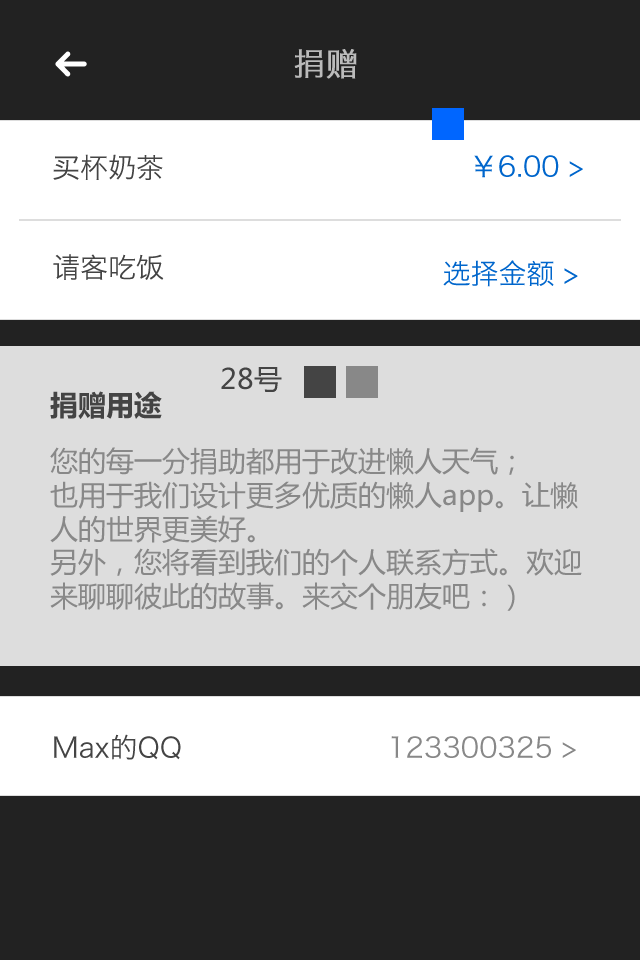 捐赠
买杯奶茶
¥6.00 >
请客吃饭
选择金额 >
28号
捐赠用途
您的每一分捐助都用于改进懒人天气；
也用于我们设计更多优质的懒人app。让懒
人的世界更美好。
另外，您将看到我们的个人联系方式。欢迎
来聊聊彼此的故事。来交个朋友吧：）
Max的QQ
123300325 >